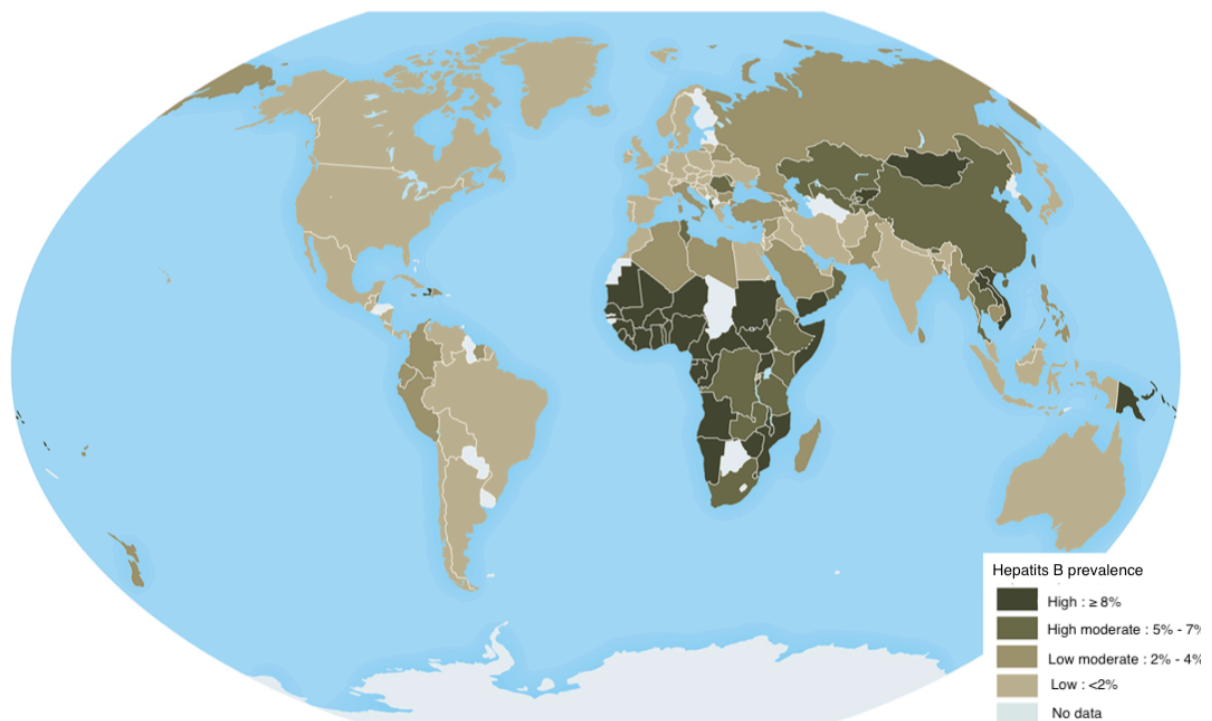 Hepatits B prevalence
High : ≥ 8%
High moderate : 5% - 7%
Low moderate : 2% - 4%
Low : <2%
No data